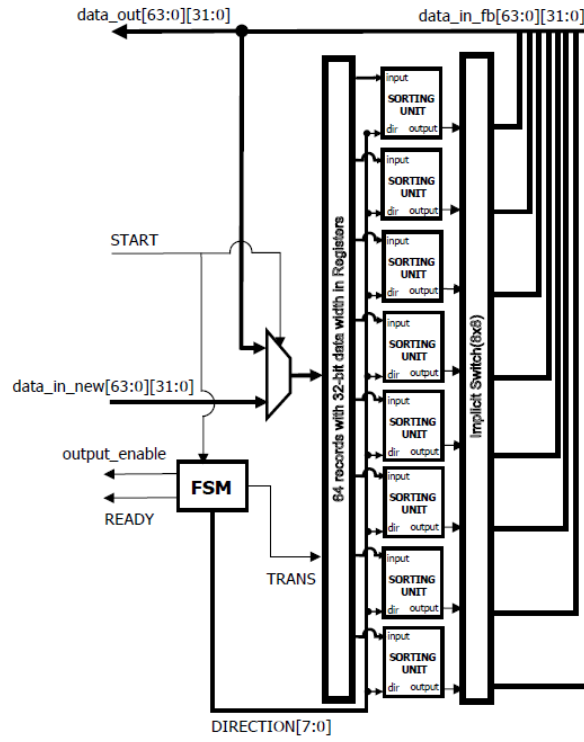 data_out[63:0][31:0]
data_in_fb[63:0][31:0]
input
SORTING
UNIT
dir output
input
SORTING
UNIT
dir output
START
input
SORTING
UNIT
dir output
input
SORTING
UNIT
dir output
data_in_new[63:0][31:0]
64 records with 32-bit data width in Registers
Implicit Switch(8x8)
input
SORTING
UNIT
dir output
output_enable
FSM
READY
TRANS
input
SORTING
UNIT
dir output
input
SORTING
UNIT
dir output
input
SORTING
UNIT
dir output
DIRECTION[7:0]